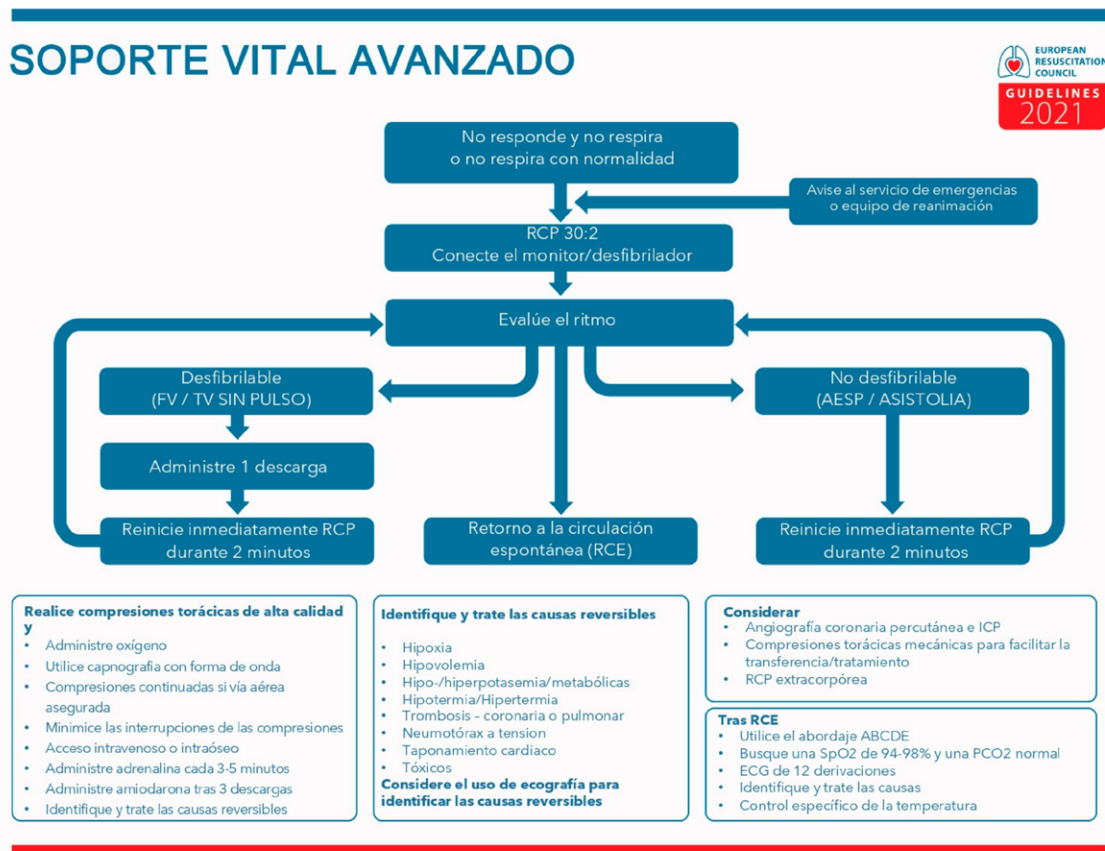 SOPORTE VITAL AVANZADO
EUROPEAN
RESUSCITATION
COUNCIL
GUIDELINES
2021
No responde y no respira
o no respira con normalidad
Avise al servicio de emergencias
o equipo de reanimación
RCP 30:2
Conecte el monitor/desfibrilador
Evalúe el ritmo
Desfibrilable
(FV / TV SIN PULSO)
No desfibrilable
(AESP / ASISTOLIA)
Administre 1 descarga
Reinicie inmediatamente RCP
durante 2 minutos
Retorno a la circulación
espontánea (RCE)
Reinicie inmediatamente RCP
durante 2 minutos
Realice compresiones torácicas de alta calidad
y
• Administre oxígeno
• Utilice capnografia con forma de onda
• Compresiones continuadas si vía aérea
asegurada
• Minimice las interrupciones de las compresiones
• Acceso intravenoso o intraóseo
• Administre adrenalina cada 3-5 minutos
• Administre amiodarona tras 3 descargas
• Identifique y trate las causas reversibles
Identifique y trate las causas reversibles
• Hipoxia
• Hipovolemia
• Hipo-/hiperpotasemia/metabólicas
• Hipotermia/Hipertermia
• Trombosis – coronaria o pulmonar
• Neumotórax a tension
• Taponamiento cardiaco
• Tóxicos
Considere el uso de ecografía para
identificar las causas reversibles
Considerar
• Angiografía coronaria percutánea e ICP
• Compresiones torácicas mecánicas para facilitar la
transferencia/tratamiento
• RCP extracorpórea
Tras RCE
• Utilice el abordaje ABCDE
• Busque una SpO2 de 94-98% y una PCO2 normal
• ECG de 12 derivaciones
• Identifique y trate las causas
• Control específico de la temperatura